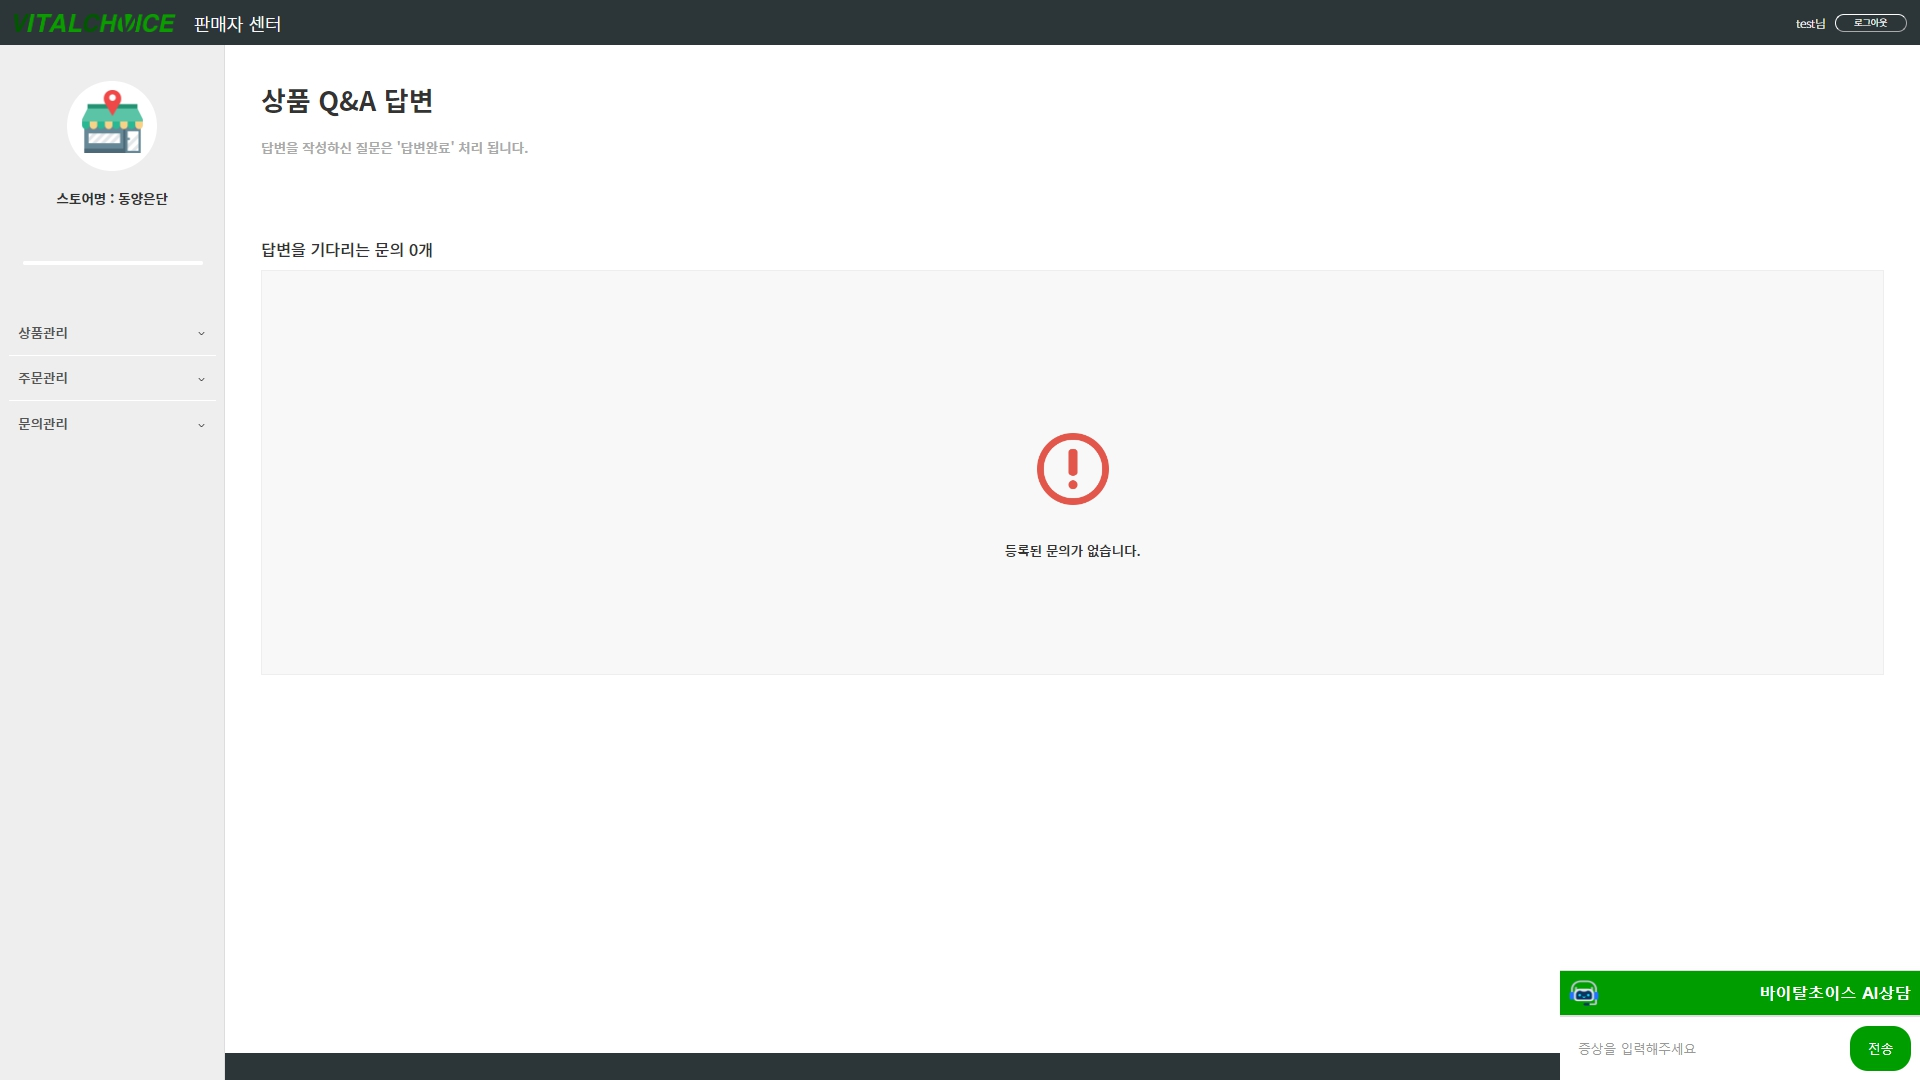 VITALCHOICE 판매자 센터
test님 로그아웃
스토어명 : 동양은단
상품관리
주문관리
문의관리
상품 Q&A 답변
답변을 작성하신 질문은 '답변완료' 처리 됩니다.
답변을 기다리는 문의 0개
등록된 문의가 없습니다.
바이탈초이스 AI상담
증상을 입력해주세요
전송